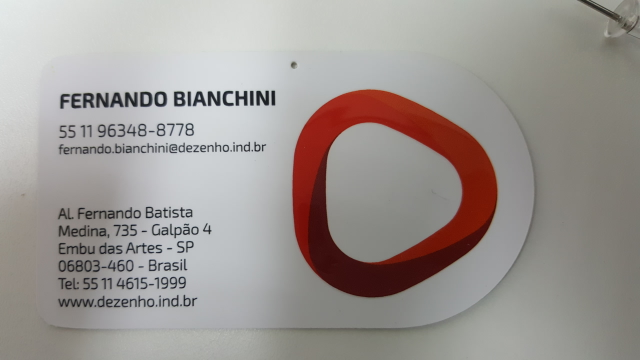 FERNANDO BIANCHINI
55 11 96348-8778
fernando.bianchini@dezenho.ind.br
Al. Fernando Batista
Medina, 735 - Galpão 4
Embu das Artes - SP
06803-460 - Brasil
Tel: 55 11 4615-1999
www.dezenho.ind.br